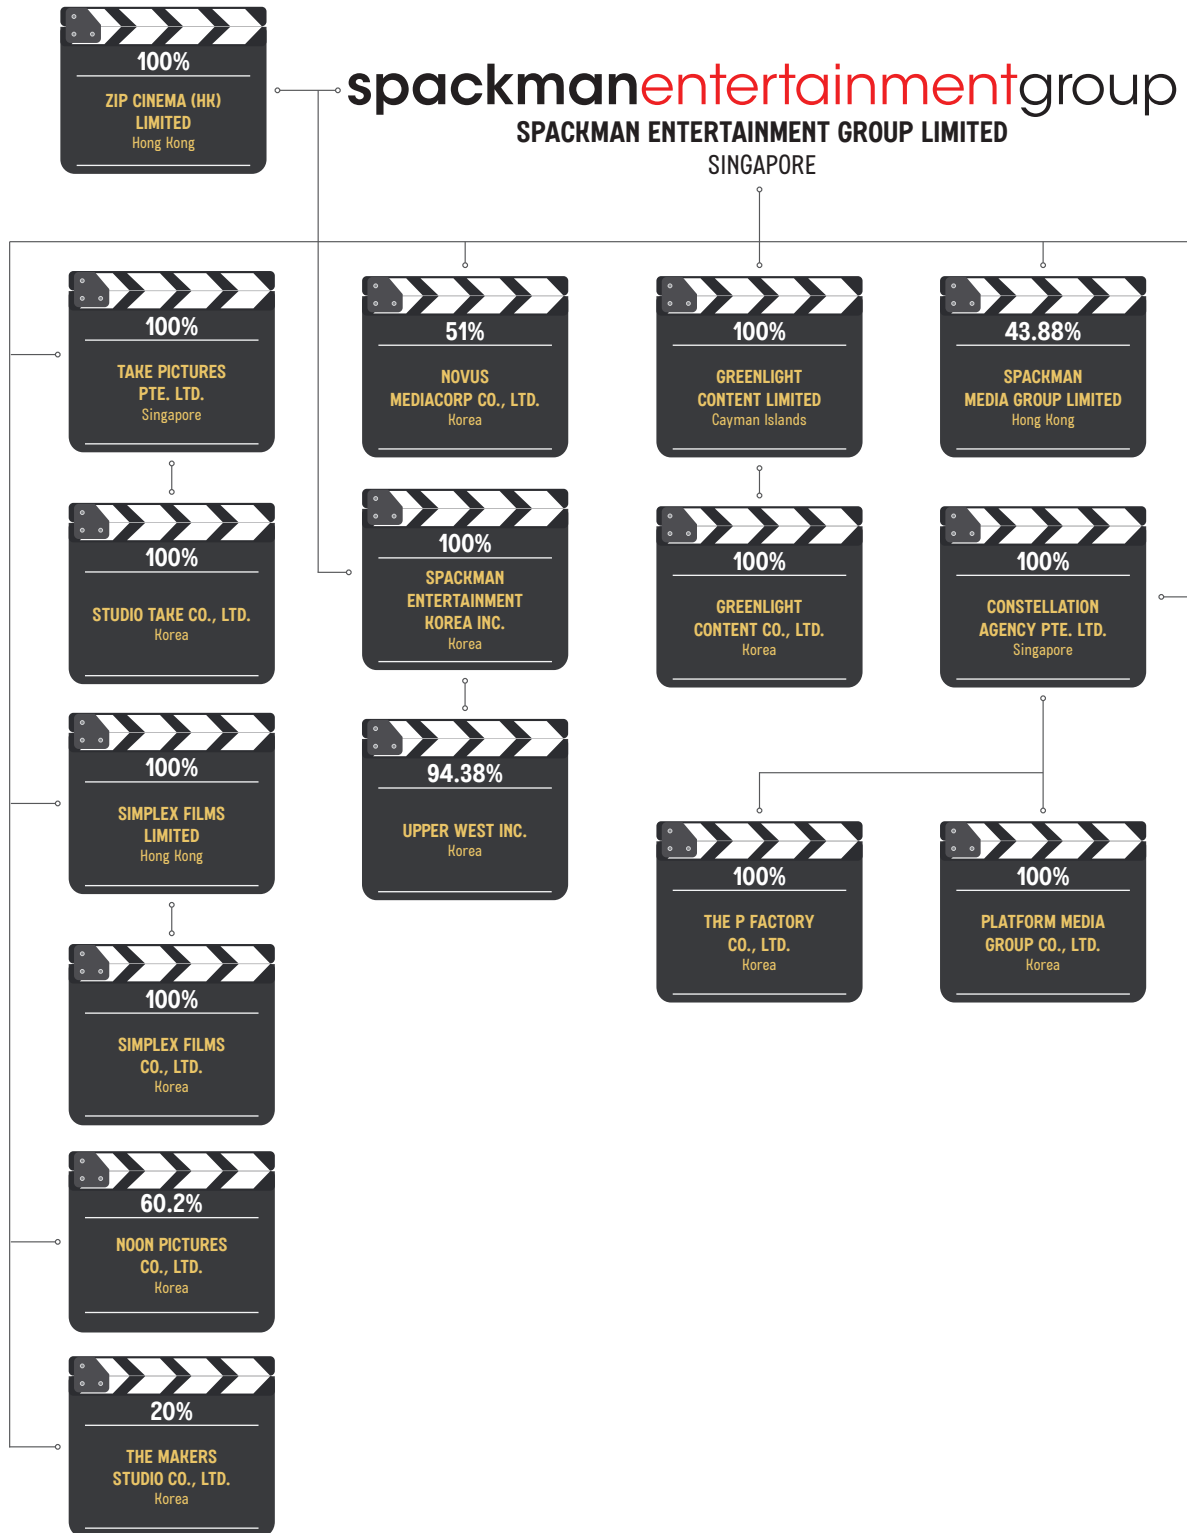 100%
ZIP CINEMA (HK)
LIMITED
Hong Kong
spackmanentertainmentgroup
SPACKMAN ENTERTAINMENT GROUP LIMITED
SINGAPORE
100%
TAKE PICTURES
PTE. LTD.
Singapore
51%
NOVUS
MEDIACORP CO., LTD.
Korea
100%
GREENLIGHT
CONTENT LIMITED
Cayman Islands
43.88%
SPACKMAN
MEDIA GROUP LIMITED
Hong Kong
100%
STUDIO TAKE CO., LTD.
Korea
100%
SPACKMAN
ENTERTAINMENT
KOREA INC.
Korea
100%
GREENLIGHT
CONTENT CO., LTD.
Korea
100%
CONSTELLATION
AGENCY PTE. LTD.
Singapore
100%
SIMPLEX FILMS
LIMITED
Hong Kong
94.38%
UPPER WEST INC.
Korea
100%
THE P FACTORY
CO., LTD.
Korea
100%
PLATFORM MEDIA
GROUP CO., LTD.
Korea
100%
SIMPLEX FILMS
CO., LTD.
Korea
60.2%
NOON PICTURES
CO., LTD.
Korea
20%
THE MAKERS
STUDIO CO., LTD.
Korea